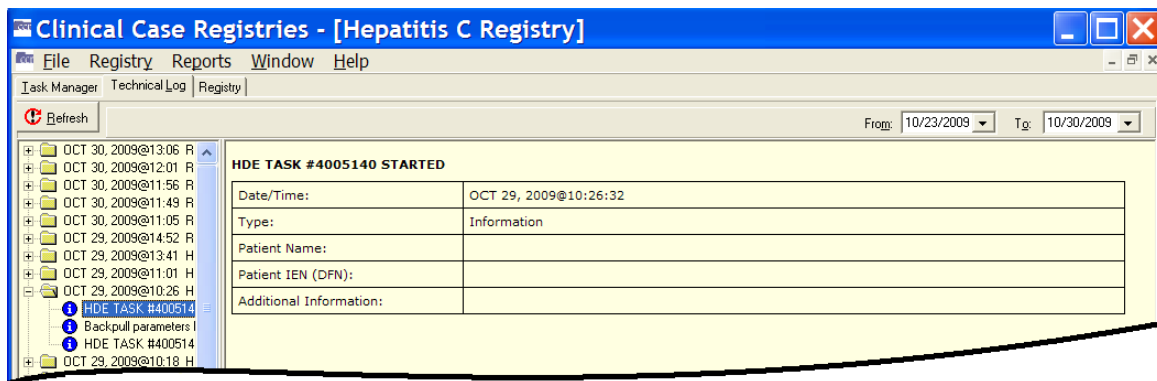 Clinical Case Registries - [Hepatitis C Registry]
File Registry Reports Window Help
Task Manager Technical Log Registry
Refresh From: 10/23/2009 To: 10/30/2009
OCT 30, 2009@13:06 R
OCT 30, 2009@12:01 R
OCT 30, 2009@11:56 R
OCT 30, 2009@11:49 R
OCT 30, 2009@11:05 R
OCT 29, 2009@14:52 R
OCT 29, 2009@13:41 H
OCT 29, 2009@11:01 H
OCT 29, 2009@10:26 H
HDE TASK #400514
Backpull parameters
HDE TASK #400514
OCT 29, 2009@10:18 H
HDE TASK #4005140 STARTED
Date/Time: OCT 29, 2009@10:26:32
Type: Information
Patient Name:
Patient IEN (DFN):
Additional Information: